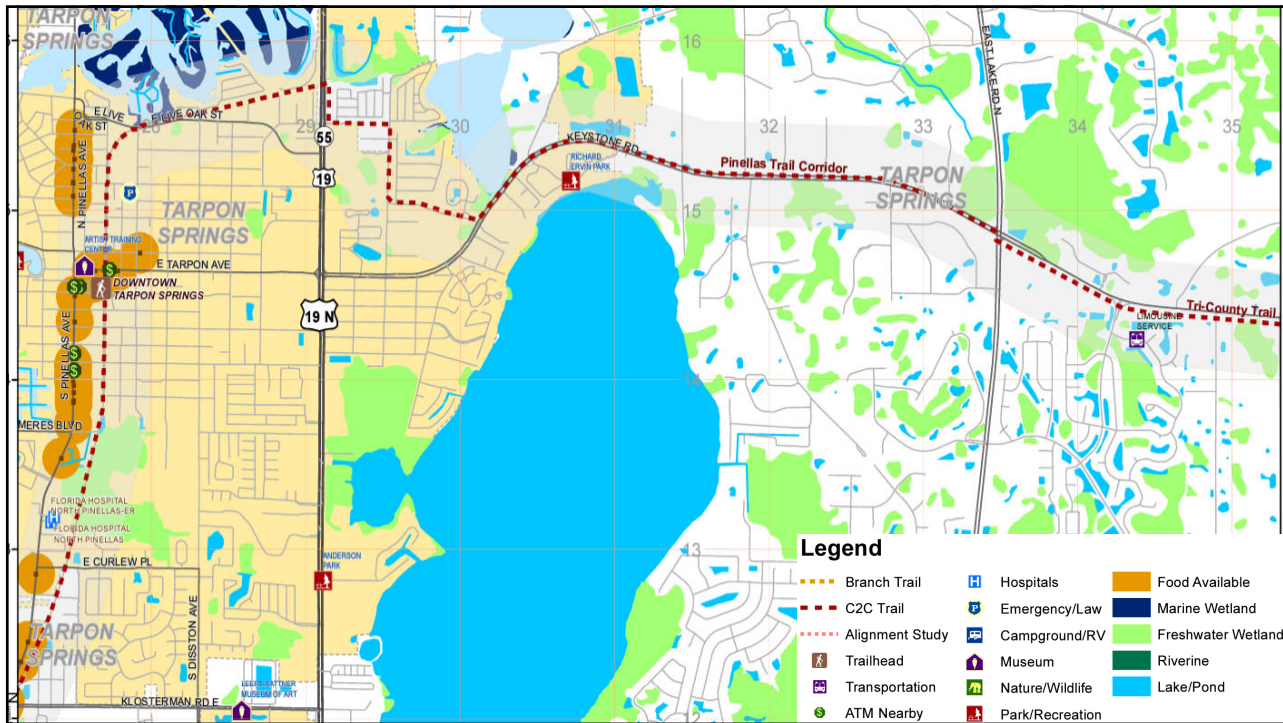 TARPON
SPRINGS
16
EAST LAKE RD N
E LIVE
OAK ST
E LIVE OAK ST
28
29
30
31
32
33
34
35
55
19
KEYSTONE RD
RICHARD
ERVIN PARK
Pinellas Trail Corridor
TARPON
SPRINGS
N PINELLAS AVE
P
TARPON
SPRINGS
15
ARTIST TRAINING
CENTER
E TARPON AVE
DOWNTOWN
TARPON SPRINGS
19 N
Tri-County Trail
LIMOUSINE
SERVICE
S PINELLAS AVE
14
MERES BLVD
FLORIDA HOSPITAL
NORTH PINELLAS-ER
FLORIDA HOSPITAL
NORTH PINELLAS
E CURLEW PL
13
ANDERSON
PARK
S DISSTON AVE
TARPON
SPRINGS
LEEPA-RATTNER
MUSEUM OF ART
KLOSTERMAN RD E
N
12
Legend
Branch Trail
C2C Trail
Alignment Study
Trailhead
Transportation
ATM Nearby
Hospitals
Emergency/Law
Campground/RV
Museum
Nature/Wildlife
Park/Recreation
Food Available
Marine Wetland
Freshwater Wetland
Riverine
Lake/Pond